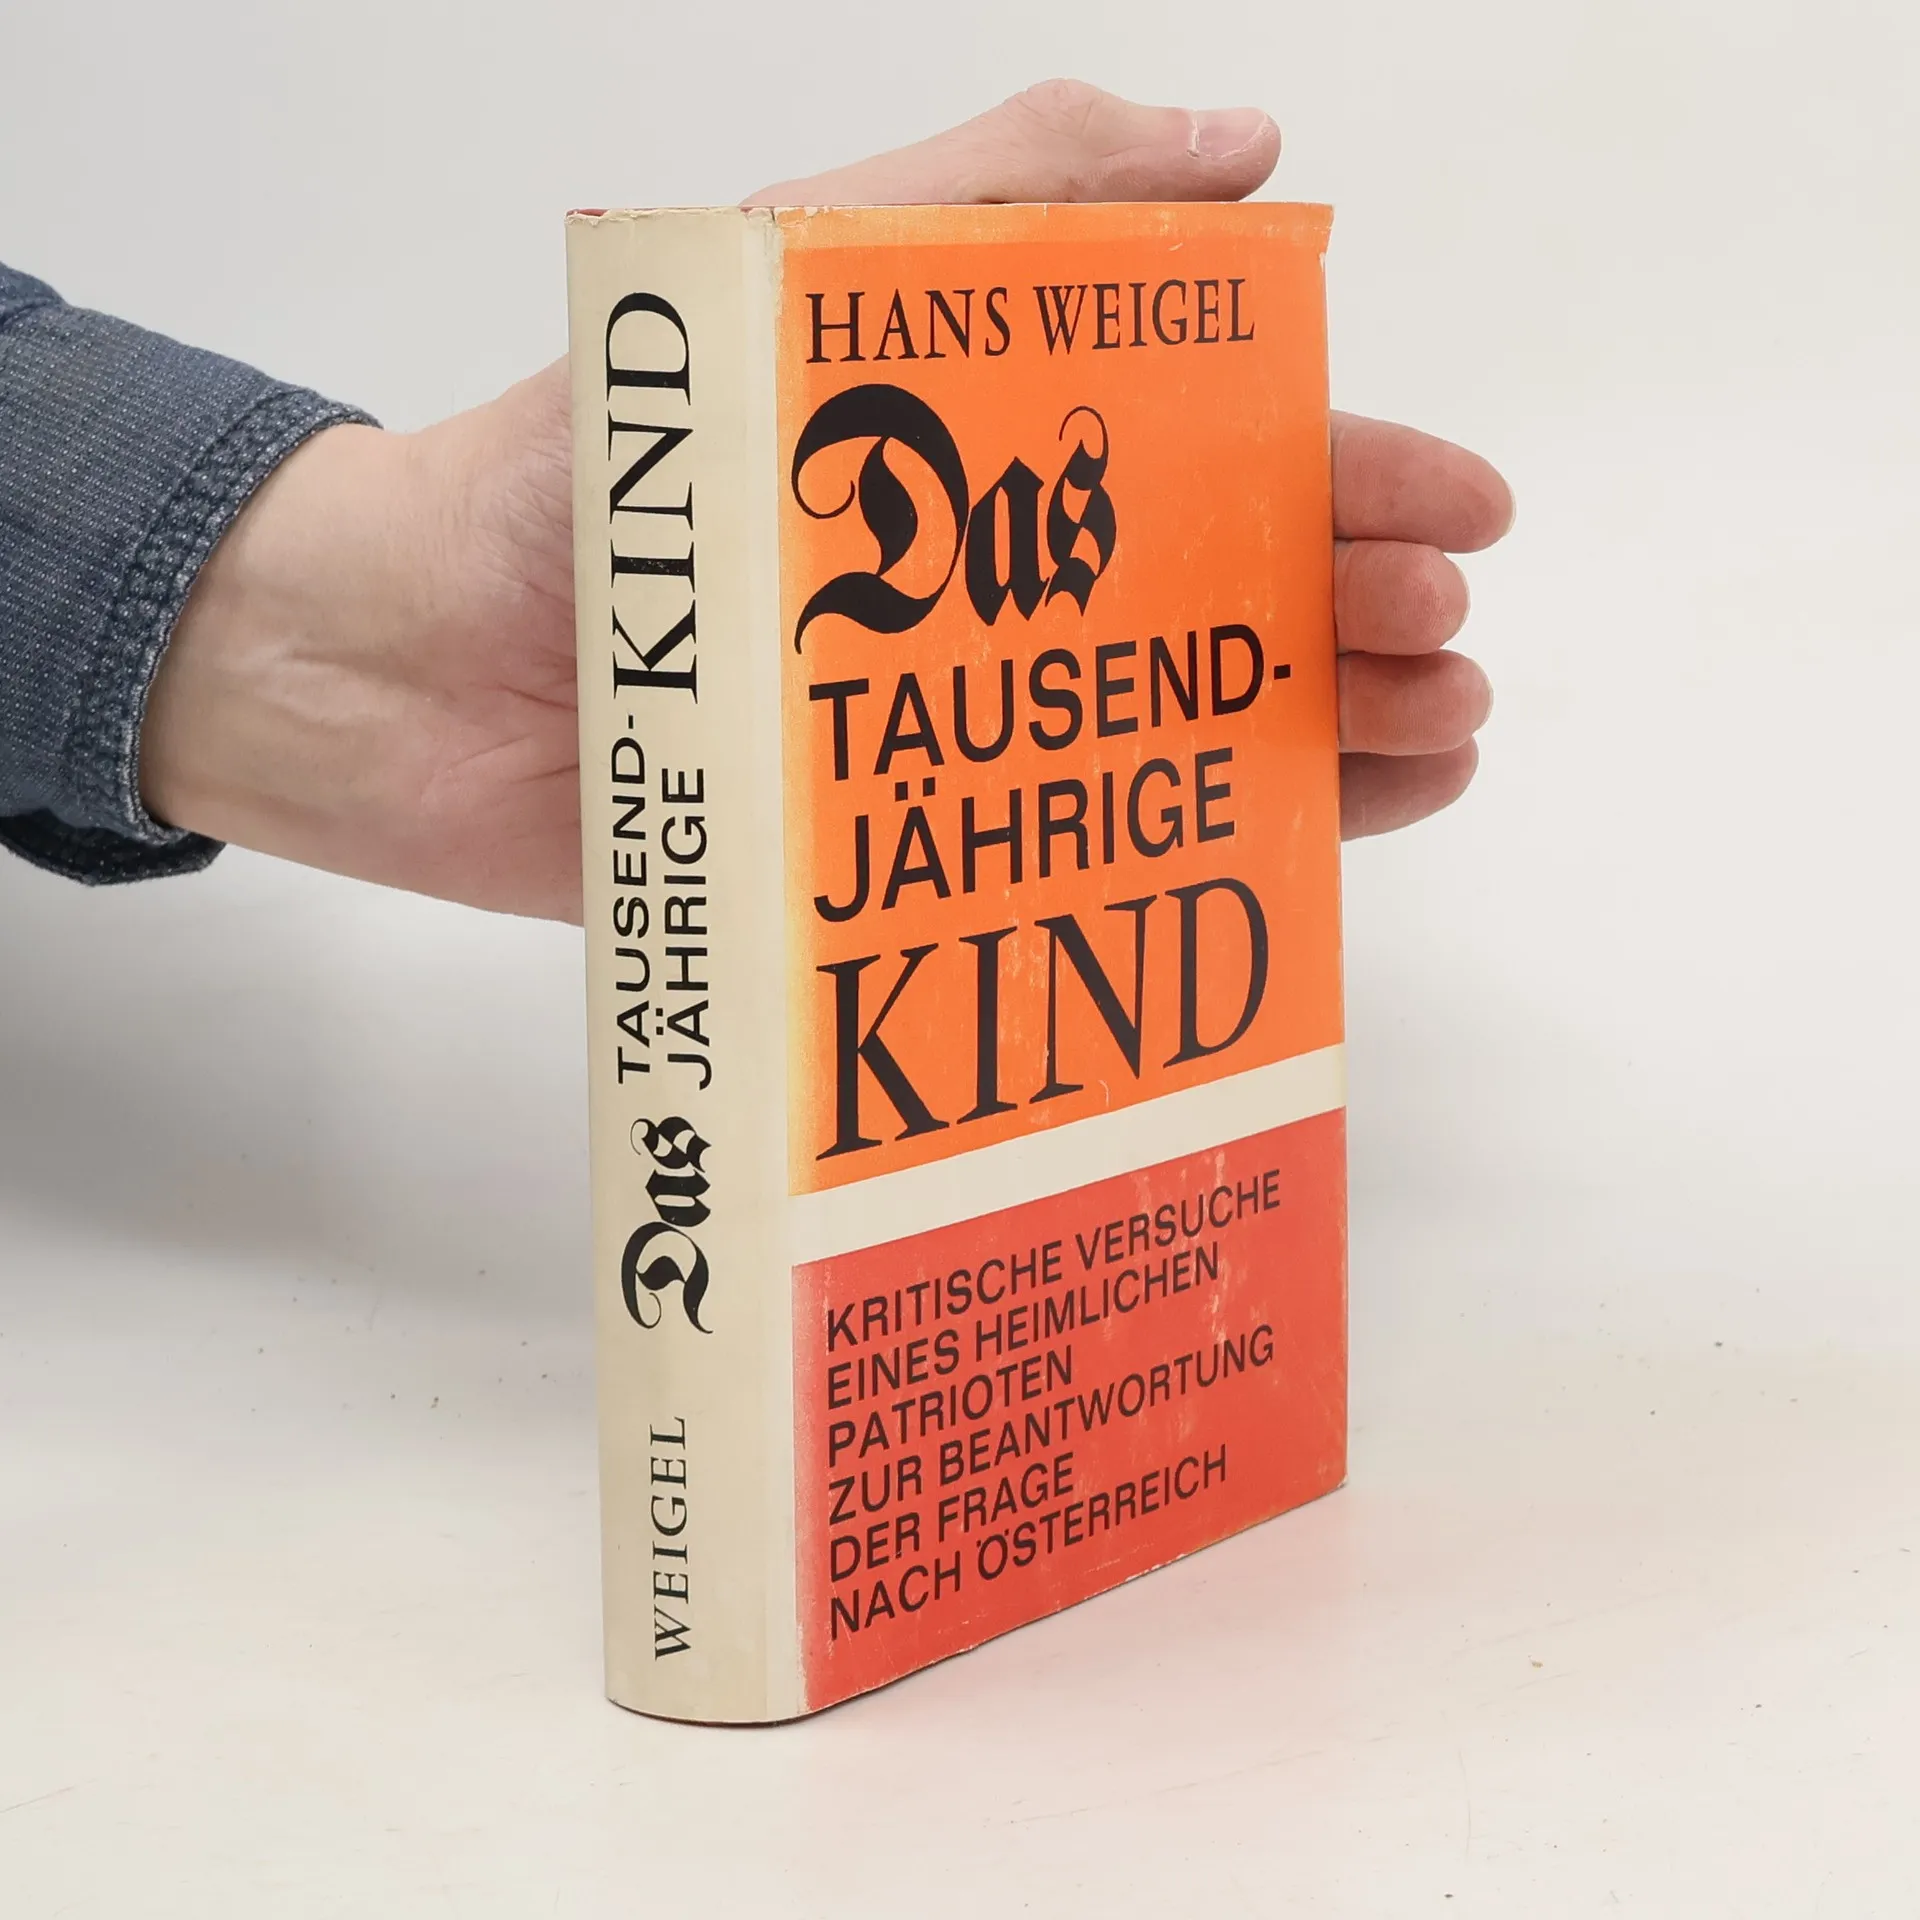 HANS WEIGEL
Das
TAUSEND-
JÄHRIGE
KIND
KRITISCHE VERSUCHE
EINES HEIMLICHEN
PATRIOTEN
ZUR BEANTWORTUNG
DER FRAGE
NACH ÖSTERREICH
WEIGEL
Das
TAUSEND-
JÄHRIGE
KIND